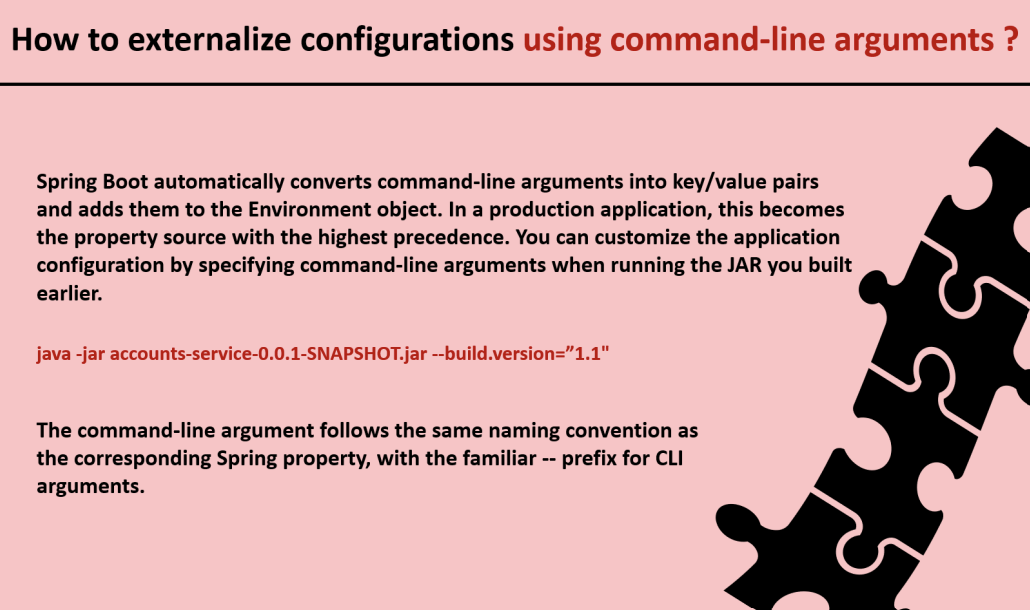 How to externalize configurations using command-line arguments ?
Spring Boot automatically converts command-line arguments into key/value pairs
and adds them to the Environment object. In a production application, this becomes
the property source with the highest precedence. You can customize the application
configuration by specifying command-line arguments when running the JAR you built
earlier.
java -jar accounts-service-0.0.1-SNAPSHOT.jar --build.version=”1.1"
The command-line argument follows the same naming convention as
the corresponding Spring property, with the familiar -- prefix for CLI
arguments.